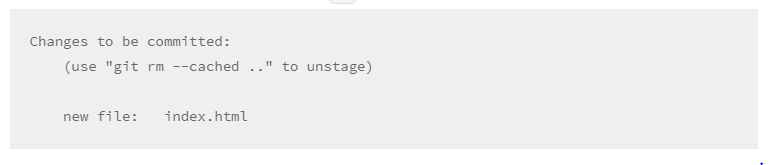 Changes to be committed:
(use "git rm --cached .." to unstage)
new file: index.html